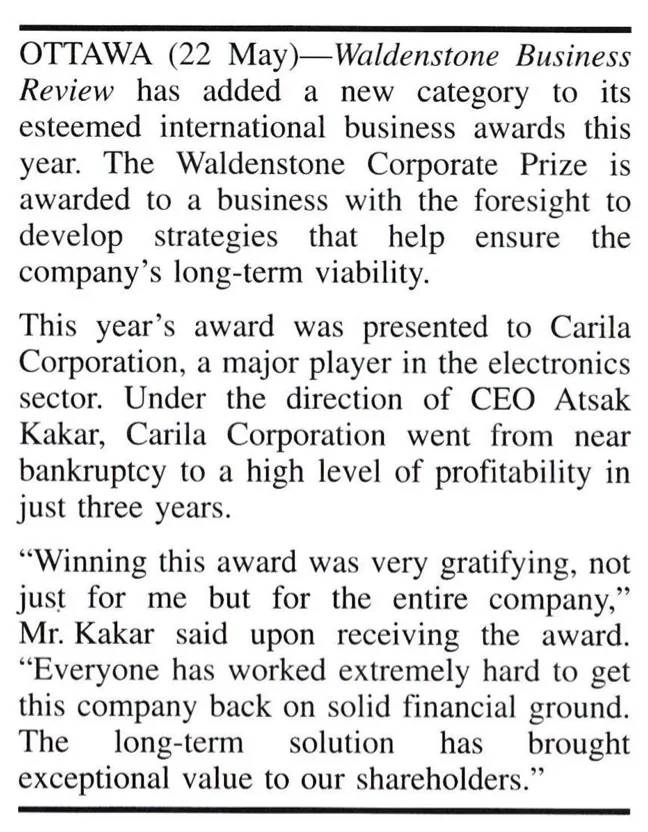 OTTAWA (22 May)—Waldenstone Business
Review has added a new category to its
esteemed international business awards this
year. The Waldenstone Corporate Prize is
awarded to a business with the foresight to
develop strategies that help ensure the
company's long-term viability.
This year's award was presented to Carila
Corporation, a major player in the electronics
sector. Under the direction of CEO Atsak
Kakar, Carila Corporation went from near
bankruptcy to a high level of profitability in
just three years.
“Winning this award was very gratifying, not
just for me but for the entire company,”
Mr. Kakar said upon receiving the award.
“Everyone has worked extremely hard to get
this company back on solid financial ground.
The long-term solution has brought
exceptional value to our shareholders.”